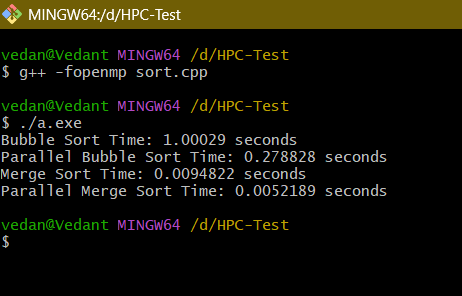 MINGW64:/d/HPC-Test
vedan@Vedant MINGW64 /d/HPC-Test
$ g++ -fopenmp sort.cpp
vedan@Vedant MINGW64 /d/HPC-Test
$ ./a.exe
Bubble Sort Time: 1.00029 seconds
Parallel Bubble Sort Time: 0.278828 seconds
Merge Sort Time: 0.0094822 seconds
Parallel Merge Sort Time: 0.0052189 seconds
vedan@Vedant MINGW64 /d/HPC-Test
$